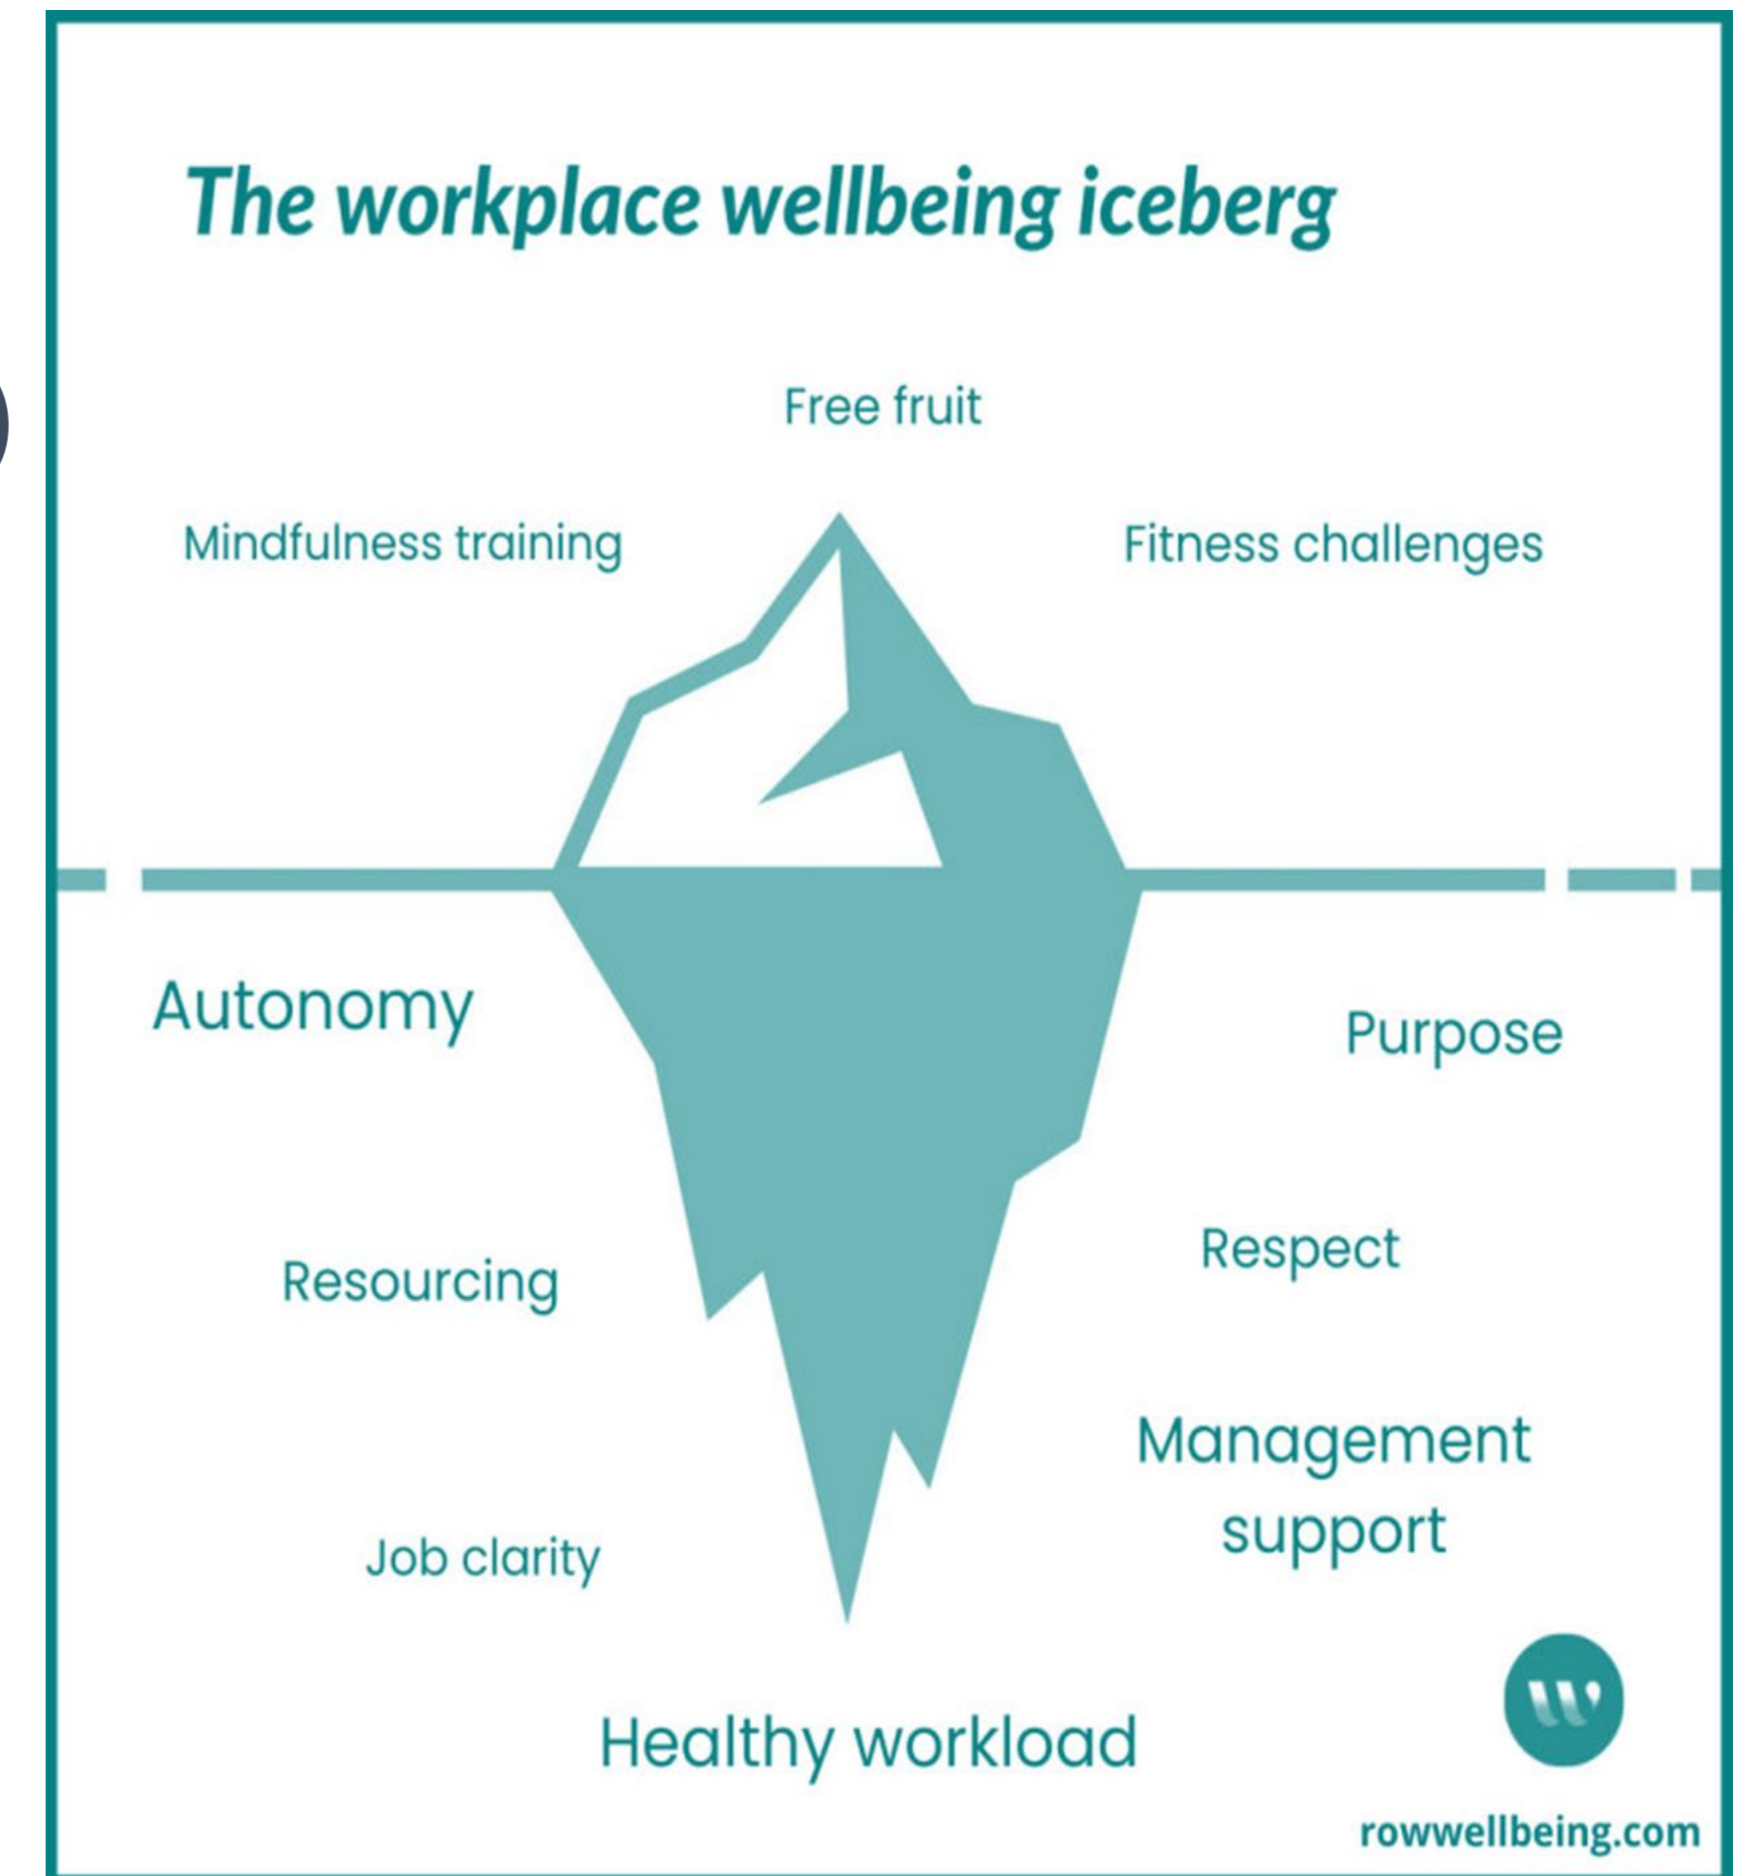 The workplace wellbeing iceberg
Free fruit
Mindfulness training
Fitness challenges
Autonomy
Purpose
Respect
Resourcing
Management
support
Job clarity
Healthy workload
w
rowwellbeing.com